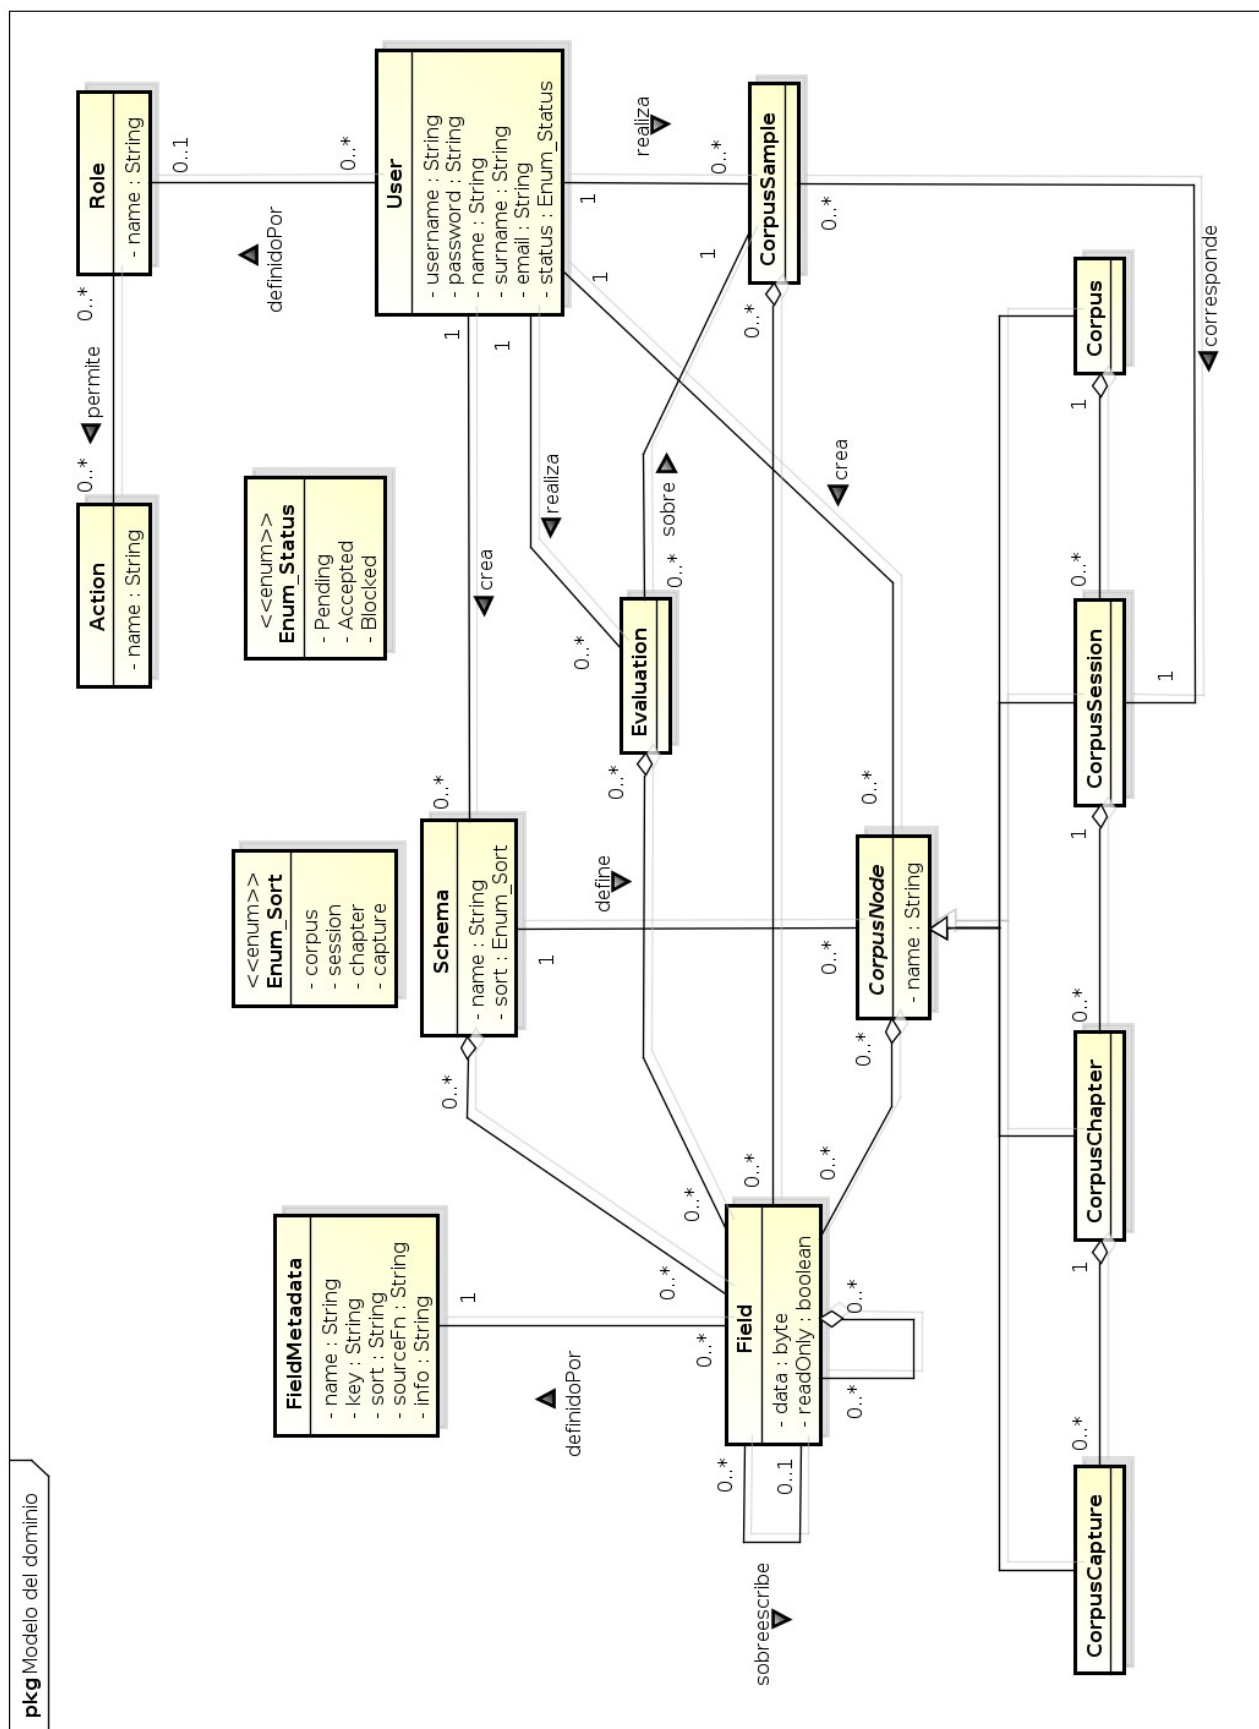 pkg Modelo del dominio
FieldMetadata
- name : String
- key : String
- sort : String
- sourceFn : String
- info : String
<<enum>>
Enum_Sort
- corpus
- session
- chapter
- capture
<<enum>>
Enum_Status
- Pending
- Accepted
- Blocked
Action
- name : String
0..*
permite
0..*
Role
- name : String
0..1
definidoPor
0..*
User
- username : String
- password : String
- name : String
- surname : String
- email : String
- status : Enum_Status
1
1
1
1
crea
0..*
Schema
- name : String
- sort : Enum_Sort
0..*
0..*
1
0..*
1
definidoPor
0..*
realiza
0..*
Evaluation
0..*
define
0..*
0..*
sobre
1
realiza
0..*
CorpusSample
0..*
0..*
0..*
crea
0..*
CorpusNode
- name : String
0..*
0..*
Field
- data : byte
- readOnly : boolean
0..*
0..*
0..*
0..1
sobreescribe
CorpusCapture
0..*
1
CorpusChapter
0..*
1
CorpusSession
0..*
1
Corpus
1
corresponde